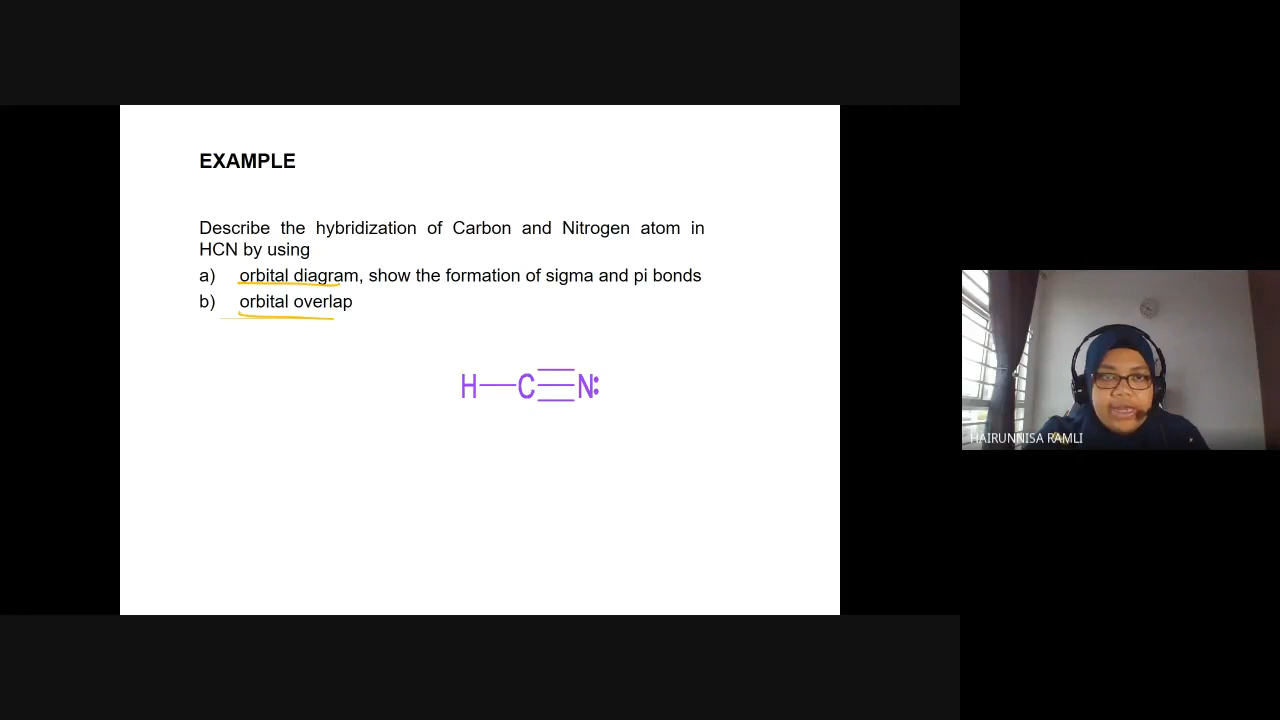 EXAMPLE
Describe the hybridization of Carbon and Nitrogen atom in
HCN by using
a) orbital diagram, show the formation of sigma and pi bonds
b) orbital overlap
H—C≡N:
HAIRUNNISA RAMLI